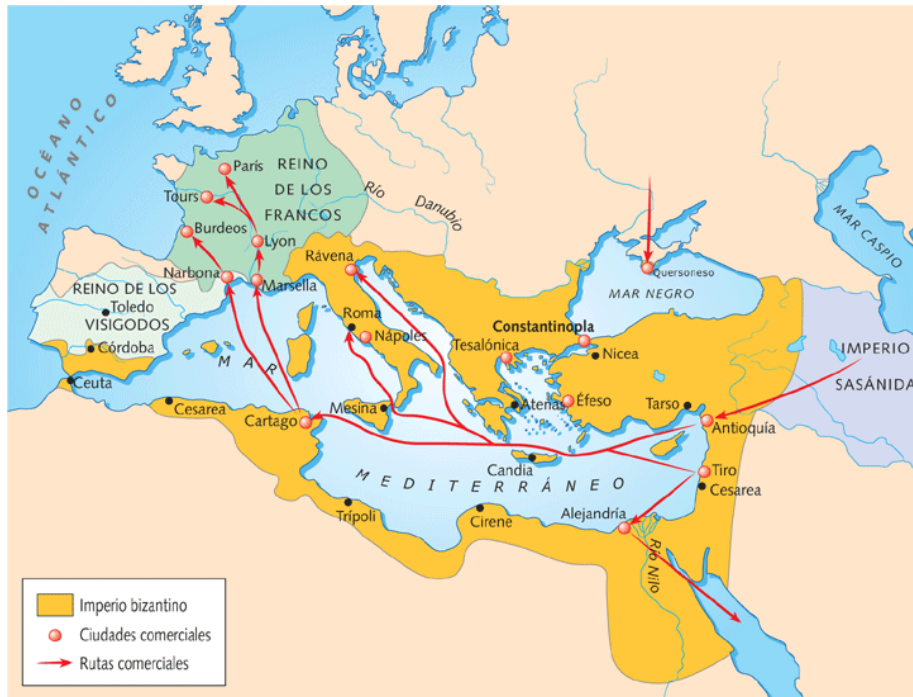 OCÉANO
ATLÁNTICO
París
REINO
DE LOS
FRANCOS
Tours
Río
Danubio
Burdeos
Lyon
MAR CASPIO
Quersoneso
MAR NEGRO
Rávena
Narbona
Marsella
REINO DE LOS
Toledo
VISIGODOS
Córdoba
Roma
Nápoles
Constantinopla
Tesalónica
Nicea
IMPERIO
SASÁNIDA
MAR
Ceuta
Cesarea
Cartago
Mesina
Atenas
Éfeso
Tarso
Antioquía
Candia
Tiro
Cesarea
MEDITERRÁNEO
Trípoli
Cirene
Alejandría
Río Nilo
Imperio bizantino
Ciudades comerciales
Rutas comerciales